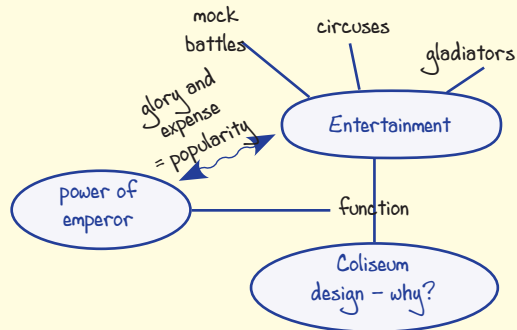 mock
battles
circuses
gladiators
glory and
expense
= popularity
Entertainment
power of
emperor
function
Coliseum
design – why?